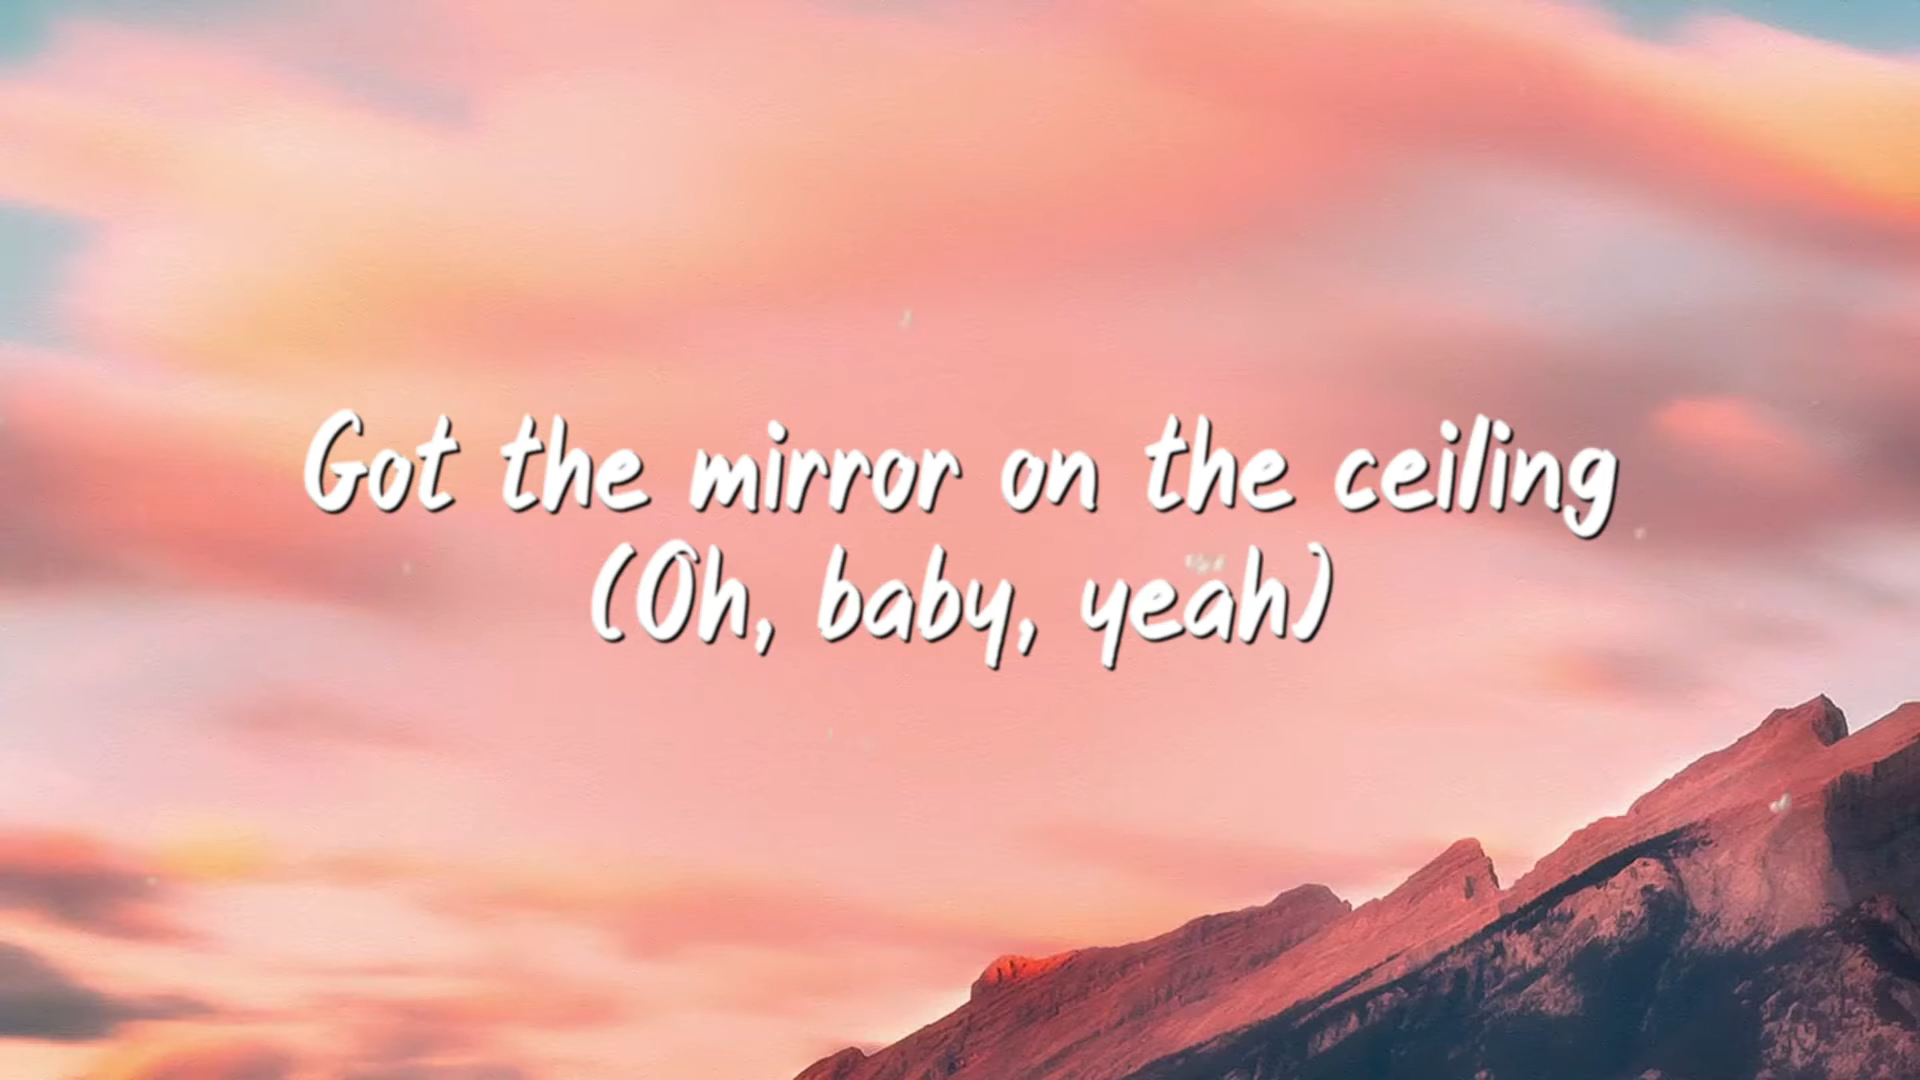 Got the mirror on the ceiling
(Oh, baby, yeah)